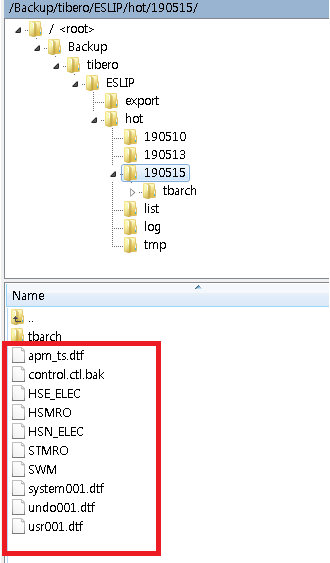 /Backup/tibero/ESLIP/hot/190515/
/ <root>
Backup
tibero
ESLIP
export
hot
190510
190513
190515
tbarch
list
log
tmp
Name
..
tbarch
apm_ts.dtf
control.ctl.bak
HSE_ELEC
HSMRO
HSN_ELEC
STMRO
SWM
system001.dtf
undo001.dtf
usr001.dtf